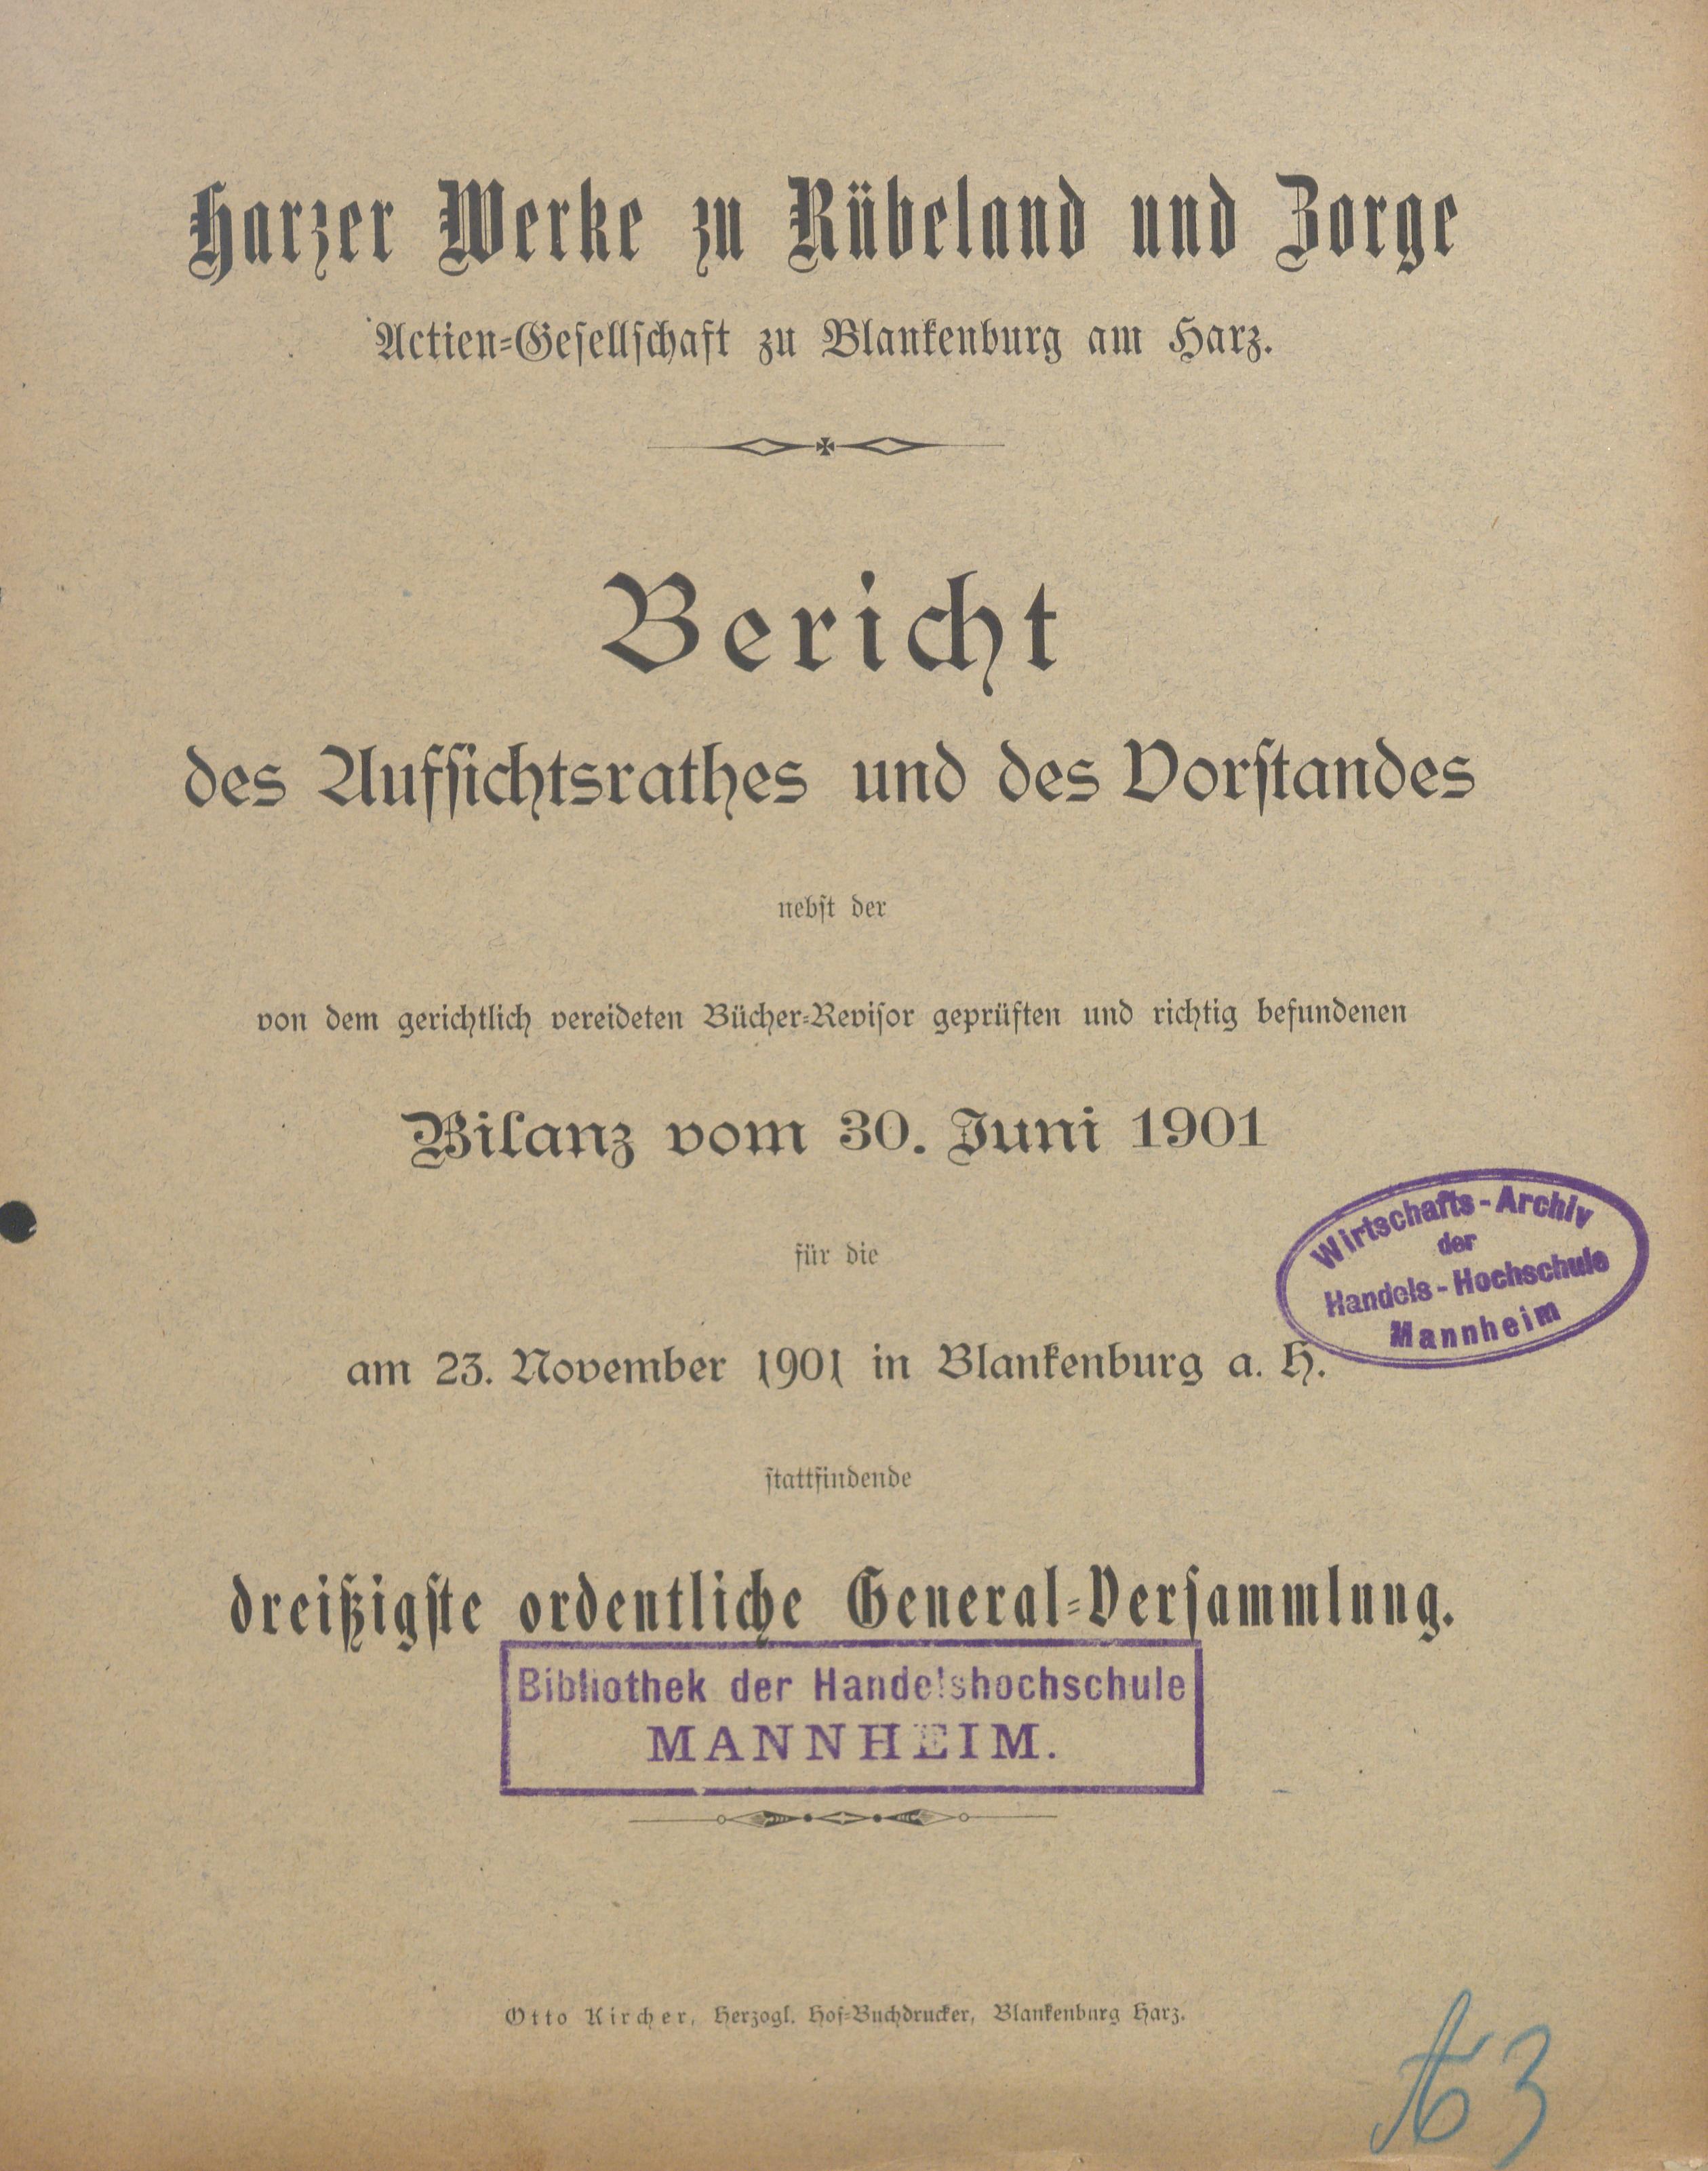 Harzer Werke zu Rübeland und Zorge
Actien-Gesellschaft zu Blankenburg am Harz.
Bericht
des Aufsichtsrathes und des Vorstandes
nebst der
von dem gerichtlich vereideten Bücher-Revisor geprüften und richtig befundenen
Bilanz vom 30. Juni 1901
für die
Wirtschafts-Archiv
der
Handels-Hochschule
Mannheim
am 23. November 1901 in Blankenburg a. H.
stattfindende
dreißigste ordentliche General-Versammlung.
Bibliothek der Handelshochschule
MANNHEIM.
Otto Kircher, Herzogl. Hof-Buchdrucker, Blankenburg Harz.